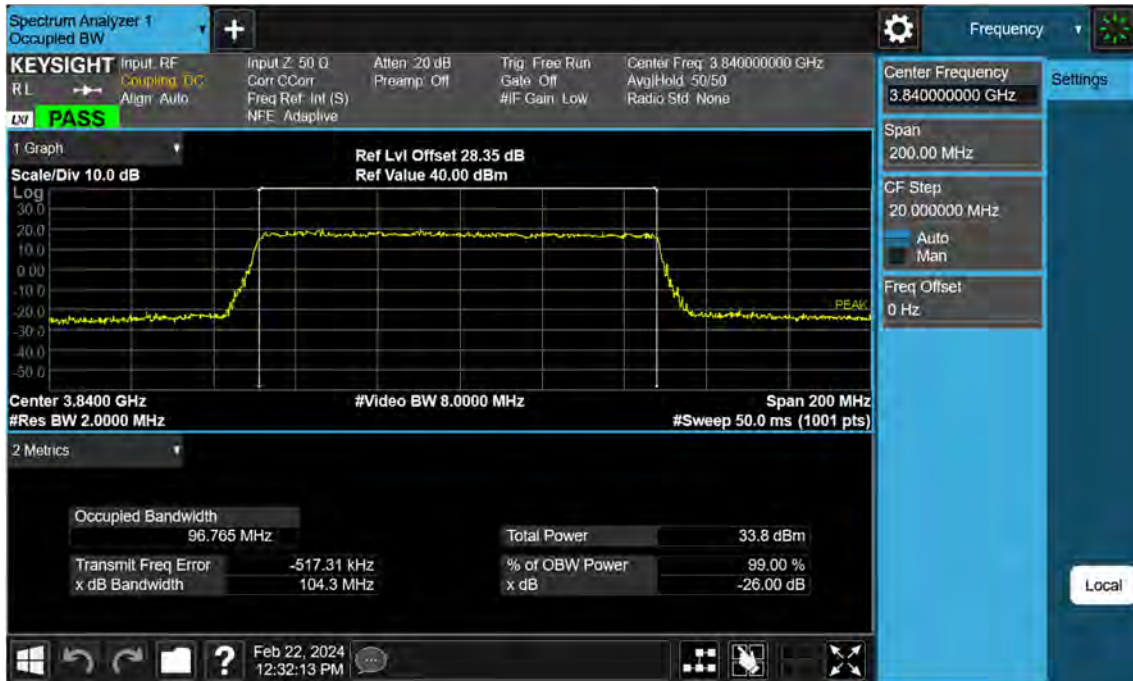 Spectrum Analyzer 1
Occupied BW
Frequency
KEYSIGHT
RL
LXI
PASS
Input: RF
Coupling: DC
Align: Auto
Input Z: 50 Ω
Corr CCorr
Freq Ref: Int (S)
NFE: Adaptive
Atten: 20 dB
Preamp: Off
Trig: Free Run
Gate: Off
#IF Gain: Low
Center Freq: 3.840000000 GHz
Avg|Hold: 50/50
Radio Std: None
Center Frequency
3.840000000 GHz
Settings
Span
200.00 MHz
CF Step
20.000000 MHz
Auto
Man
Freq Offset
0 Hz
1 Graph
Scale/Div 10.0 dB
Ref Lvl Offset 28.35 dB
Ref Value 40.00 dBm
Log
30.0
20.0
10.0
0.00
-10.0
-20.0
-30.0
-40.0
-50.0
PEAK
Center 3.8400 GHz
#Video BW 8.0000 MHz
Span 200 MHz
#Res BW 2.0000 MHz
#Sweep 50.0 ms (1001 pts)
2 Metrics
Occupied Bandwidth
96.765 MHz
Total Power 33.8 dBm
Transmit Freq Error -517.31 kHz
% of OBW Power 99.00 %
x dB Bandwidth 104.3 MHz
x dB -26.00 dB
Local
?
Feb 22, 2024
12:32:13 PM